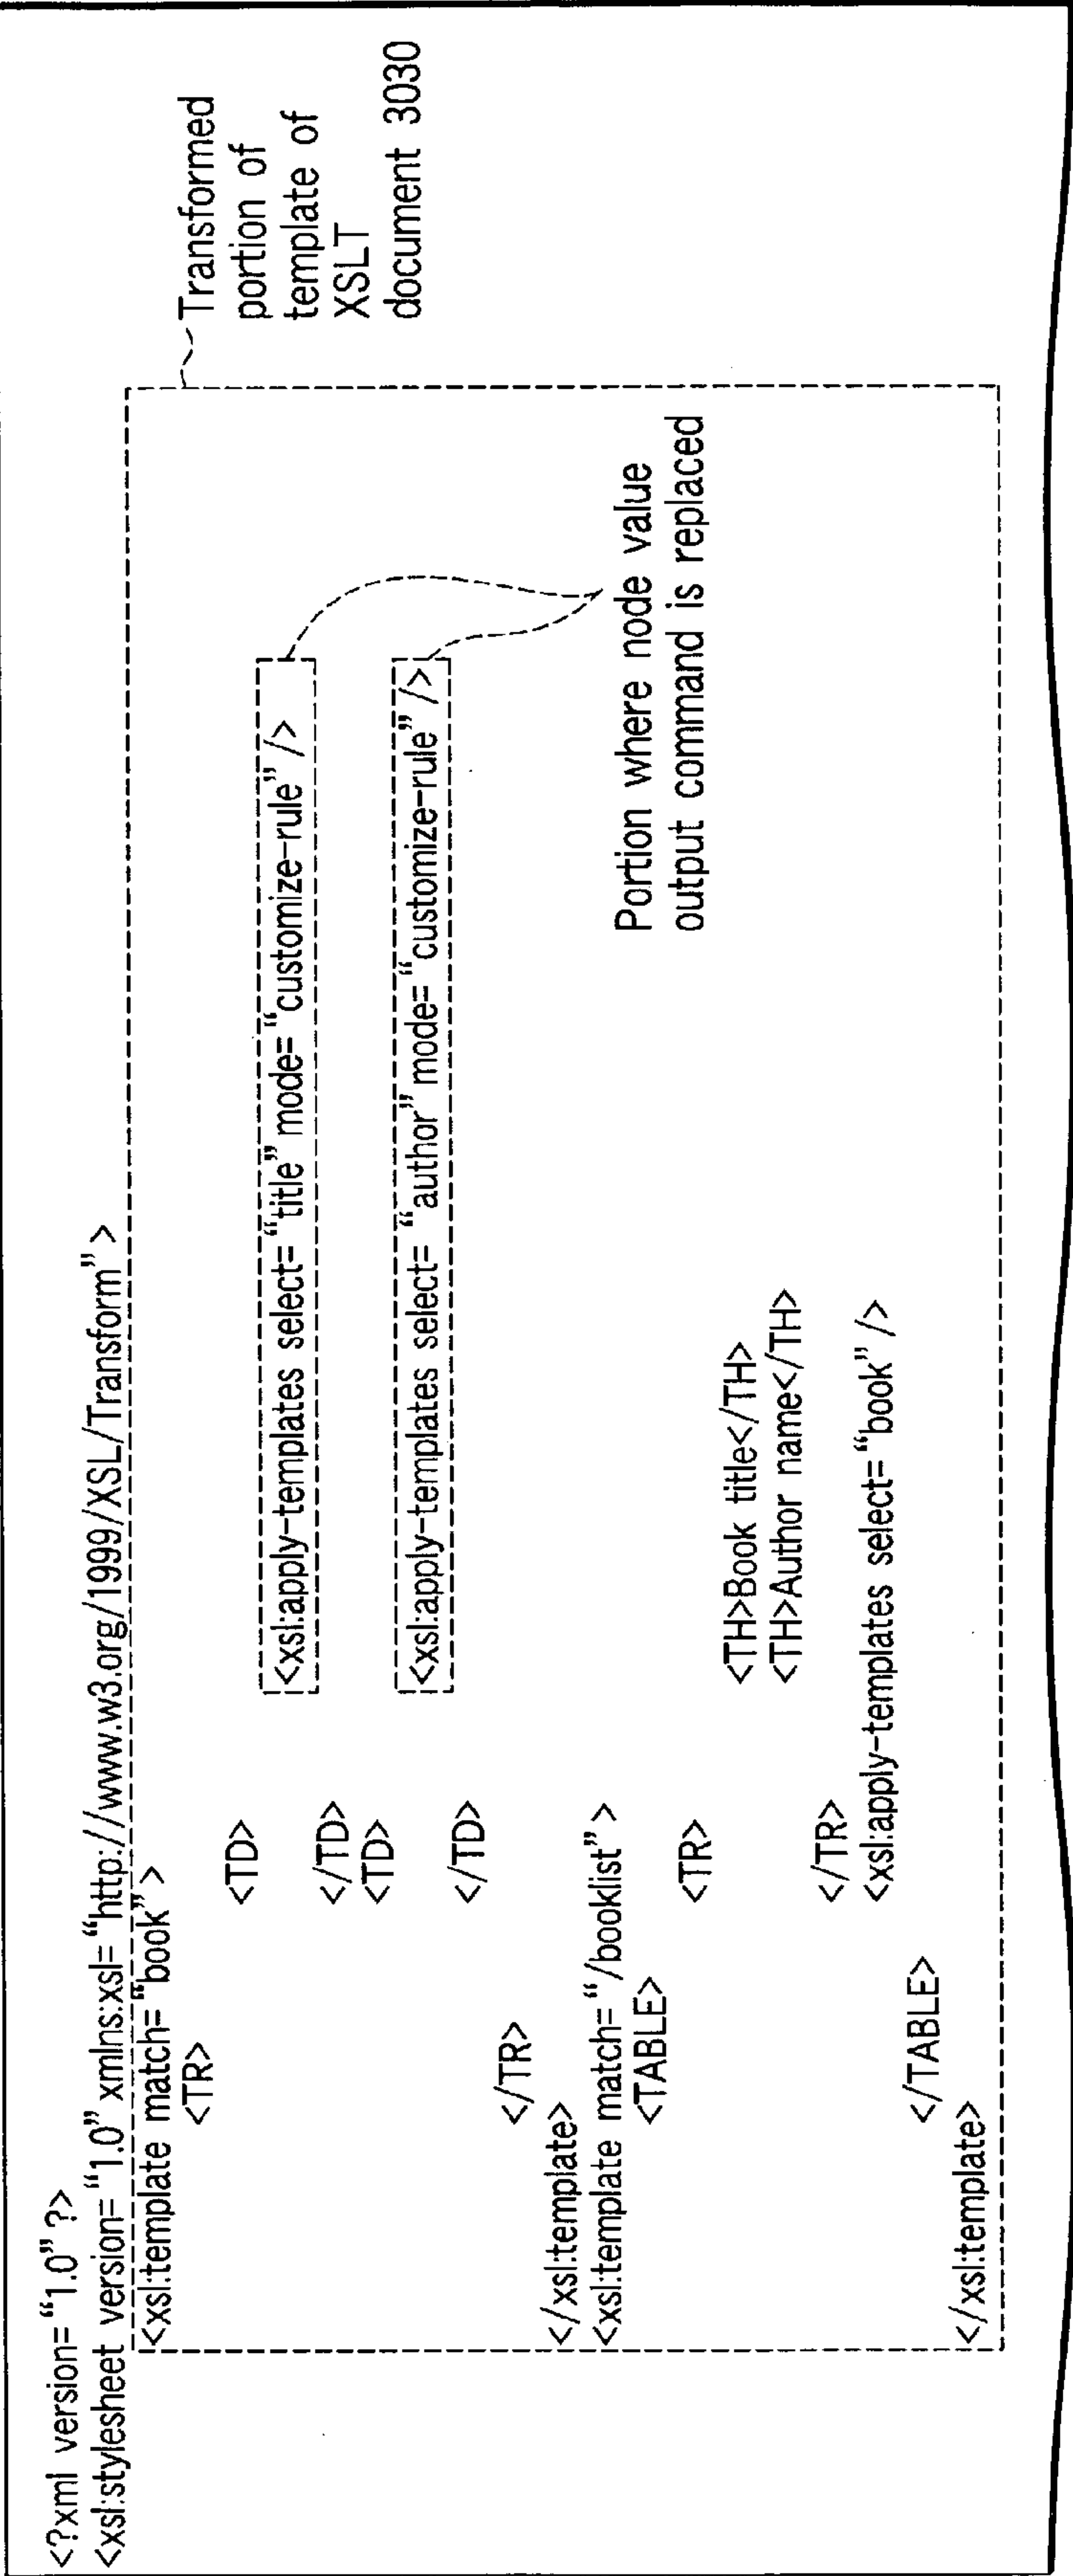 <?xml version=“1.0”?>
<xsl:stylesheet version=“1.0” xmlns:xsl=“http://www.w3.org/1999/XSL/Transform”>
<xsl:template match=“book”>
<TR>
<TD>
<xsl:apply-templates select=“title” mode=“customize-rule” />
</TD>
<TD>
<xsl:apply-templates select= “author” mode=“customize-rule” />
</TD>
</TR>
</xsl:template>
<xsl:template match=“/booklist”>
<TABLE>
<TR>
<TH>Book title</TH>
<TH>Author name</TH>
</TR>
<xsl:apply-templates select=“book” />
</TABLE>
</xsl:template>
Transformed
portion of
template of
XSLT
document 3030
Portion where node value
output command is replaced